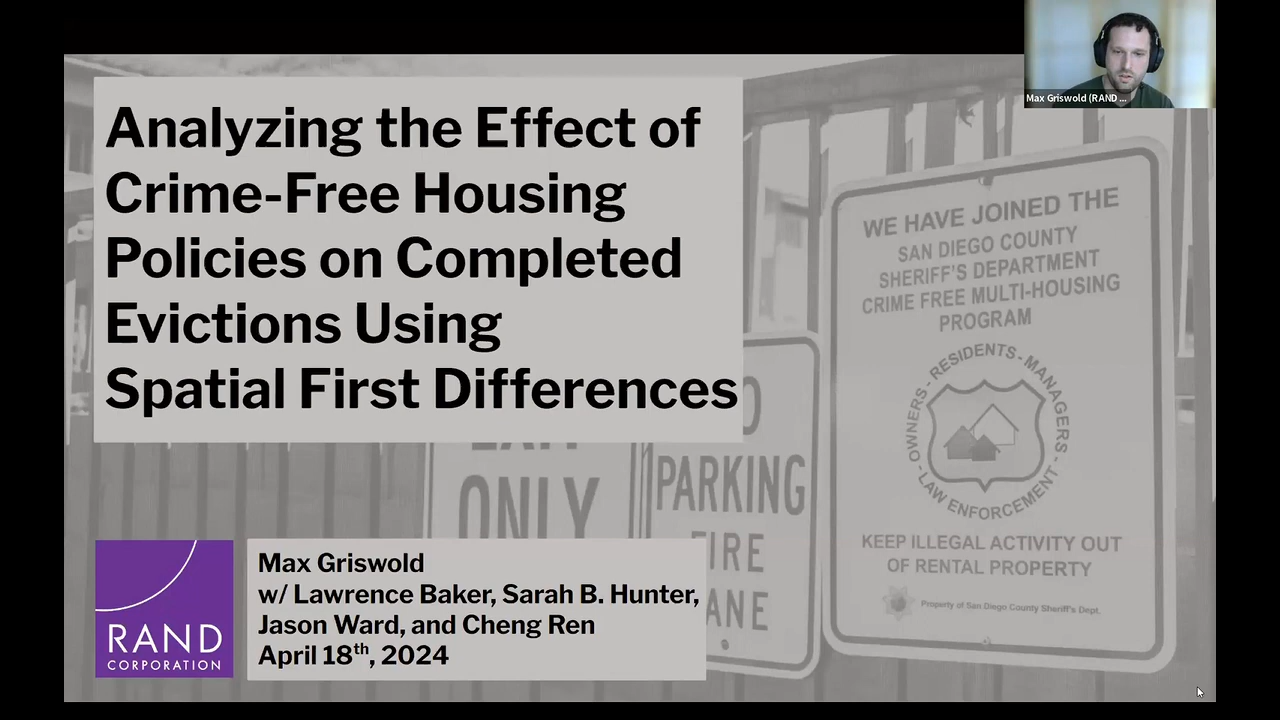 Max Griswold (RAND ...
Analyzing the Effect of
Crime-Free Housing
Policies on Completed
Evictions Using
Spatial First Differences
WE HAVE JOINED THE
SAN DIEGO COUNTY
SHERIFF'S DEPARTMENT
CRIME FREE MULTI-HOUSING
PROGRAM
OWNERS - RESIDENTS - MANAGERS
- LAW ENFORCEMENT -
KEEP ILLEGAL ACTIVITY OUT
OF RENTAL PROPERTY
Property of San Diego County Sheriff's Dept.
ONLY
PARKING
FIRE
RAND
CORPORATION
Max Griswold
w/ Lawrence Baker, Sarah B. Hunter,
Jason Ward, and Cheng Ren
April 18th, 2024